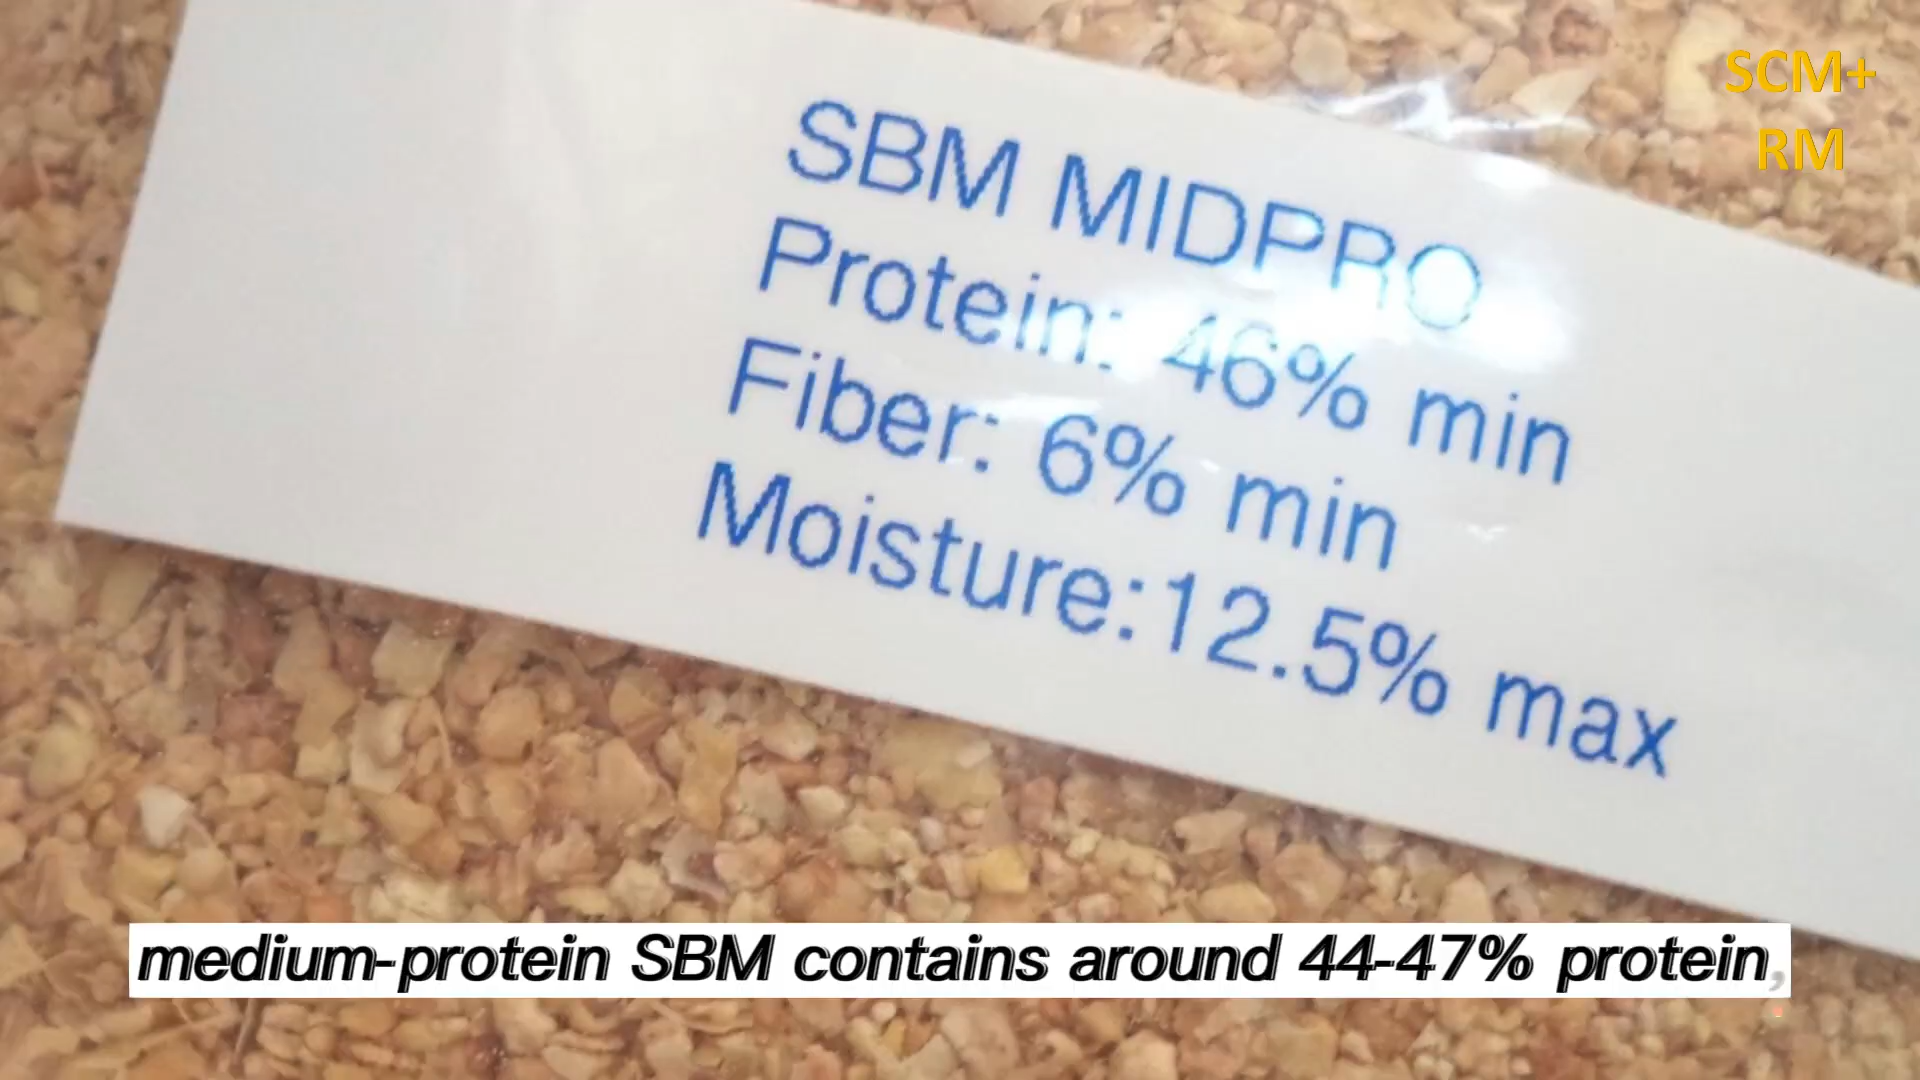 SCM+
RM
SBM MIDPRO
Protein: 46% min
Fiber: 6% min
Moisture:12.5% max
medium-protein SBM contains around 44-47% protein,